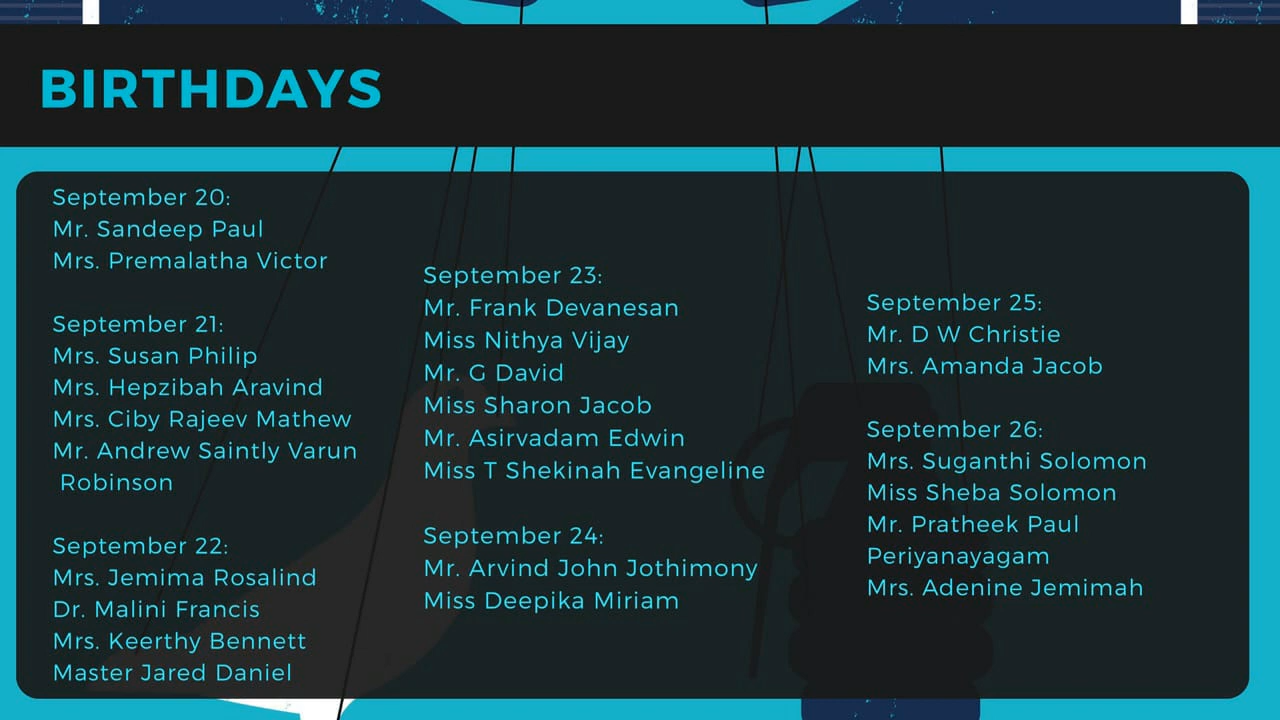 BIRTHDAYS
September 20:
Mr. Sandeep Paul
Mrs. Premalatha Victor
September 21:
Mrs. Susan Philip
Mrs. Hepzibah Aravind
Mrs. Ciby Rajeev Mathew
Mr. Andrew Saintly Varun
Robinson
September 22:
Mrs. Jemima Rosalind
Dr. Malini Francis
Mrs. Keerthy Bennett
Master Jared Daniel
September 23:
Mr. Frank Devanesan
Miss Nithya Vijay
Mr. G David
Miss Sharon Jacob
Mr. Asirvadam Edwin
Miss T Shekinah Evangeline
September 24:
Mr. Arvind John Jothimony
Miss Deepika Miriam
September 25:
Mr. D W Christie
Mrs. Amanda Jacob
September 26:
Mrs. Suganthi Solomon
Miss Sheba Solomon
Mr. Pratheek Paul
Periyanayagam
Mrs. Adenine Jemimah